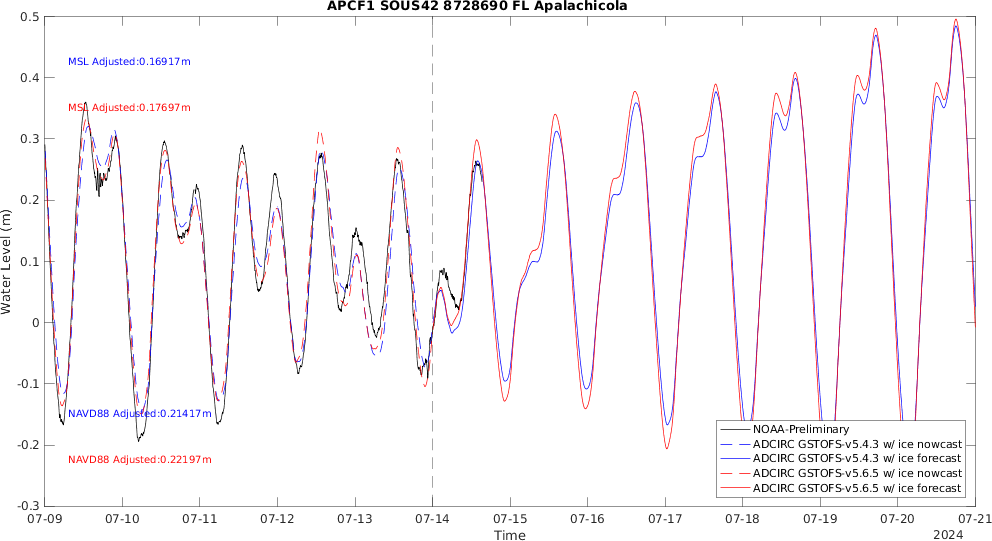 APCF1 SOUS42 8728690 FL Apalachicola
0.5
0.4
0.3
0.2
0.1
0
-0.1
-0.2
-0.3
Water Level (m)
MSL Adjusted:0.16917m
MSL Adjusted:0.17697m
NAVD88 Adjusted:0.21417m
NAVD88 Adjusted:0.22197m
NOAA-Preliminary
ADCIRC GSTOFS-v5.4.3 w/ ice nowcast
ADCIRC GSTOFS-v5.4.3 w/ ice forecast
ADCIRC GSTOFS-v5.6.5 w/ ice nowcast
ADCIRC GSTOFS-v5.6.5 w/ ice forecast
07-09 07-10 07-11 07-12 07-13 07-14 07-15 07-16 07-17 07-18 07-19 07-20 07-21
Time
2024